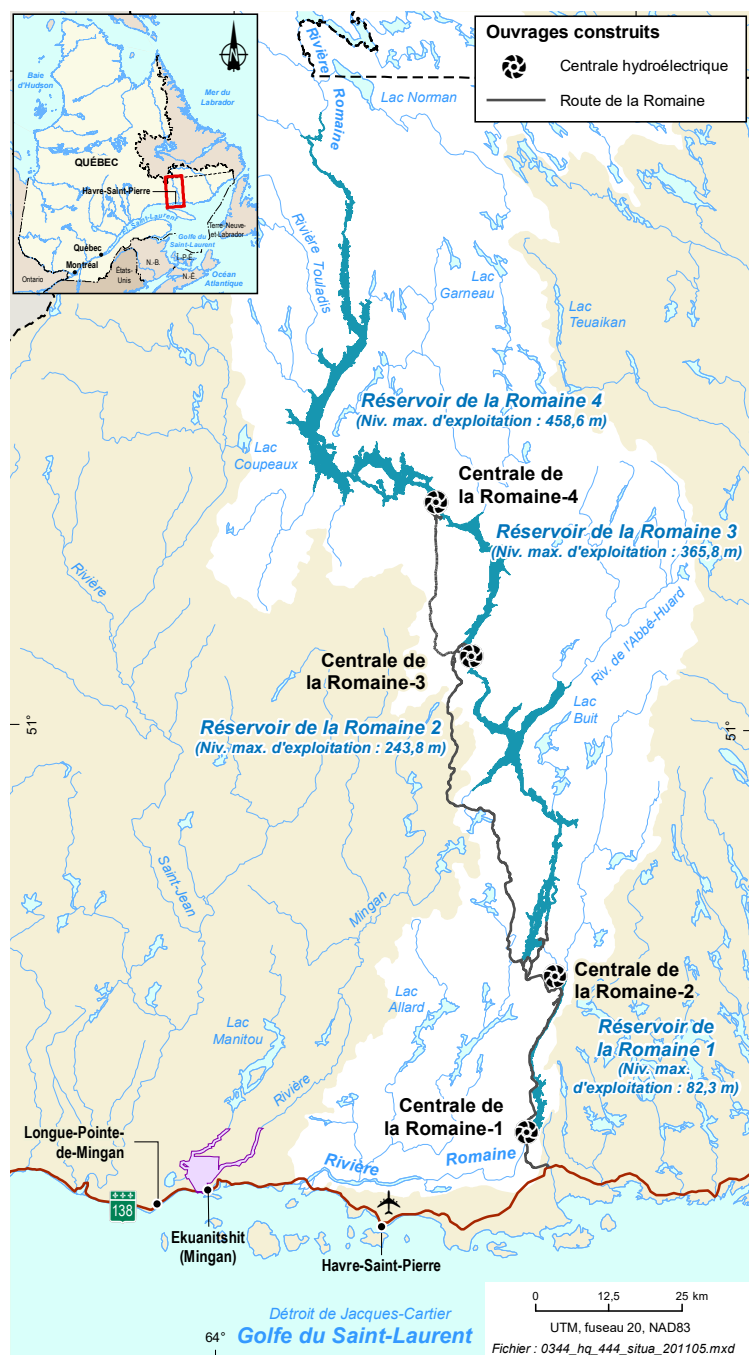 Baie
d'Hudson
Mer du
Labrador
QUÉBEC
Havre-Saint-Pierre
Saint-Laurent
Terre-Neuve
-et-Labrador
Golfe du
Saint-Laurent
Québec
Î.-P.-É.
Montréal
Ontario
États-
Unis
N.-B.
N.-É.
Océan
Atlantique
N
Ouvrages construits
Centrale hydroélectrique
Route de la Romaine
Rivière
Romaine
Lac Norman
Rivière Touladis
Lac
Garneau
Lac
Teuaikan
Réservoir de la Romaine 4
(Niv. max. d'exploitation : 458,6 m)
Lac
Coupeaux
Centrale de
la Romaine-4
Réservoir de la Romaine 3
(Niv. max. d'exploitation : 365,8 m)
Rivière
Riv. de l'Abbé-Huard
Centrale de
la Romaine-3
Lac
Buit
51°
51°
Réservoir de la Romaine 2
(Niv. max. d'exploitation : 243,8 m)
Saint-Jean
Mingan
Centrale de
la Romaine-2
Lac
Allard
Réservoir de
la Romaine 1
(Niv. max.
d'exploitation : 82,3 m)
Lac
Manitou
Rivière
Centrale de
la Romaine-1
Longue-Pointe-
de-Mingan
Rivière
Romaine
138
Ekuanitshit
(Mingan)
Havre-Saint-Pierre
0 12,5 25 km
Détroit de Jacques-Cartier
64°
Golfe du Saint-Laurent
UTM, fuseau 20, NAD83
Fichier : 0344_hq_444_situa_201105.mxd